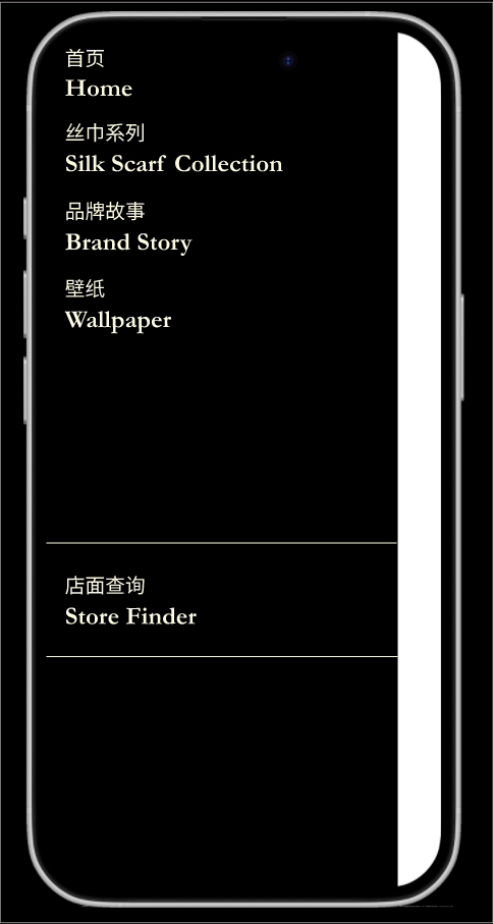 首页
Home
丝巾系列
Silk Scarf Collection
品牌故事
Brand Story
壁纸
Wallpaper
店面查询
Store Finder